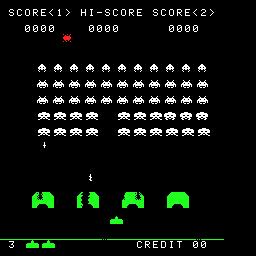 SCORE<1> HI-SCORE SCORE<2>
0000 0000 0000
3 CREDIT 00